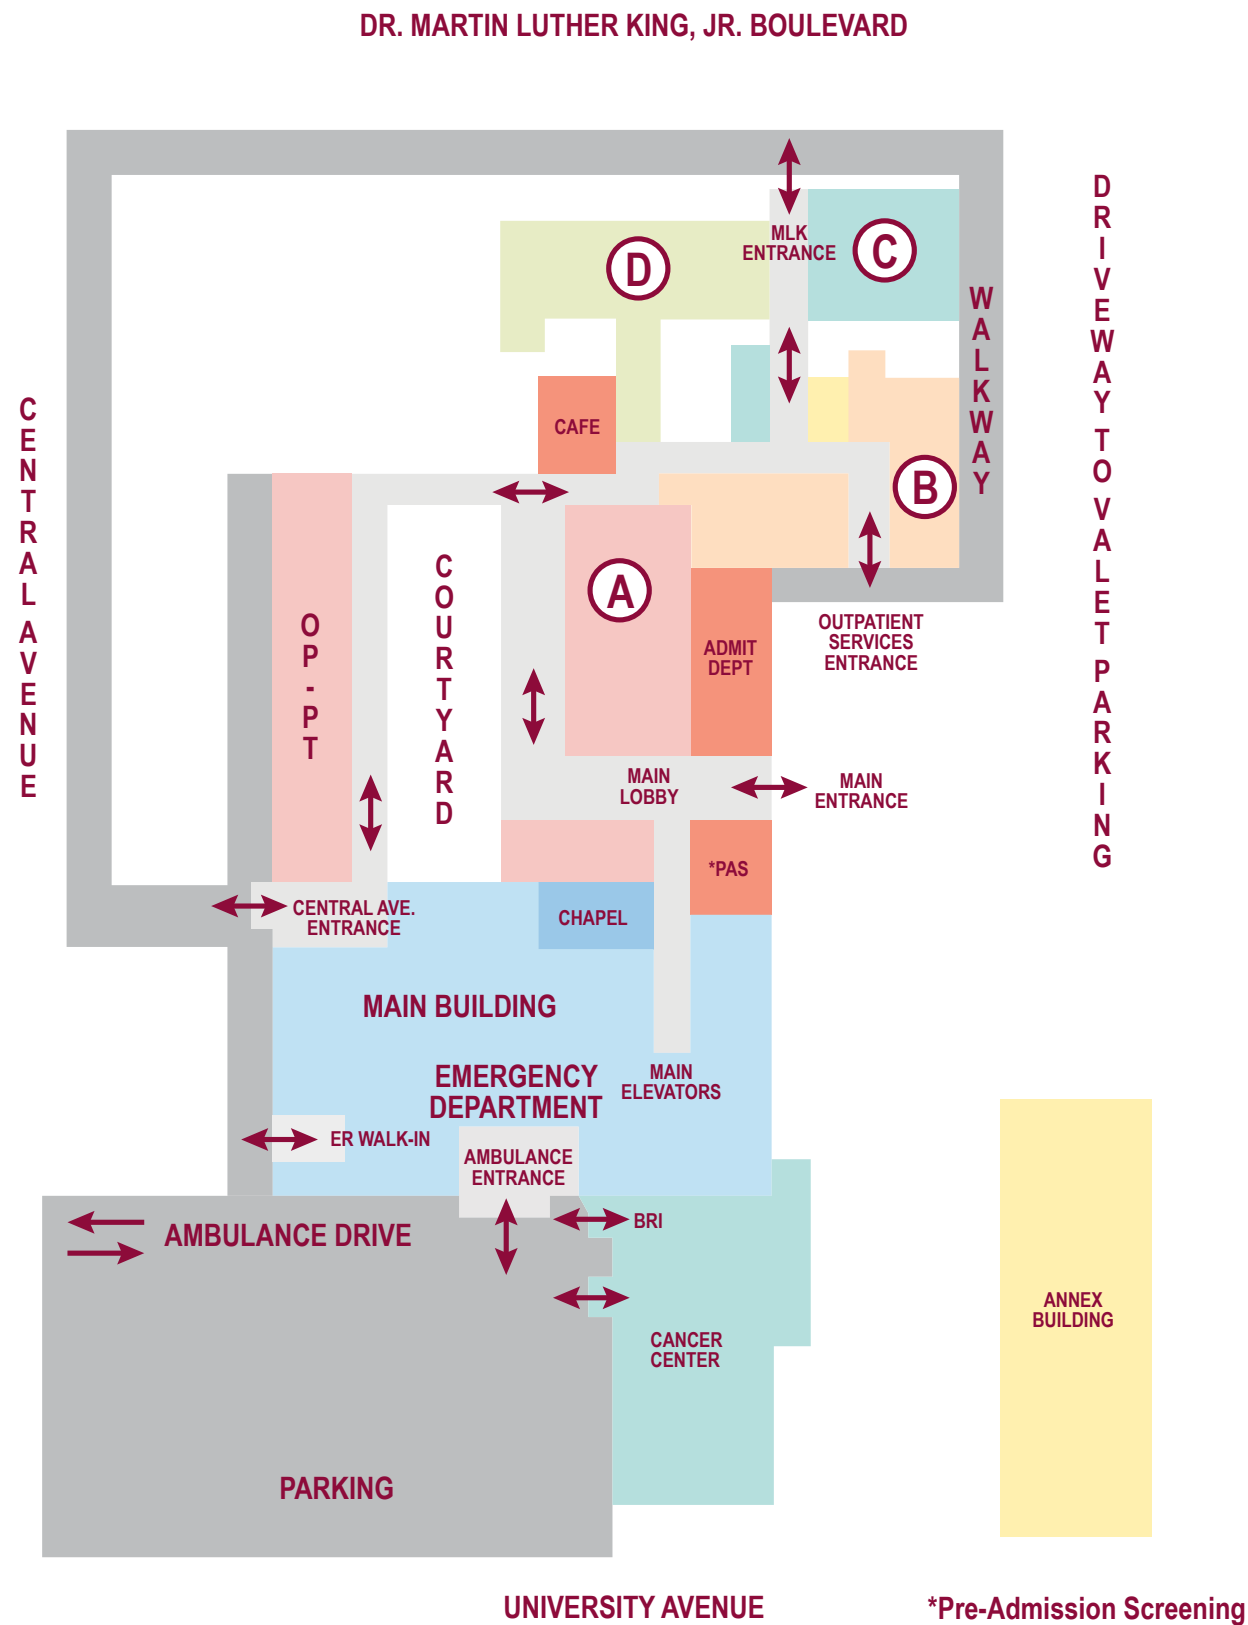 DR. MARTIN LUTHER KING, JR. BOULEVARD
DRIVEWAY TO VALET PARKING
MLK
ENTRANCE
D
C
WALKWAY
CENTRAL AVENUE
CAFE
B
A
COURTYARD
OP-PT
ADMIT
DEPT
OUTPATIENT
SERVICES
ENTRANCE
MAIN
LOBBY
MAIN
ENTRANCE
*PAS
CENTRAL AVE.
ENTRANCE
CHAPEL
MAIN BUILDING
EMERGENCY
DEPARTMENT
MAIN
ELEVATORS
ER WALK-IN
AMBULANCE
ENTRANCE
BRI
AMBULANCE DRIVE
CANCER
CENTER
ANNEX
BUILDING
PARKING
UNIVERSITY AVENUE
*Pre-Admission Screening